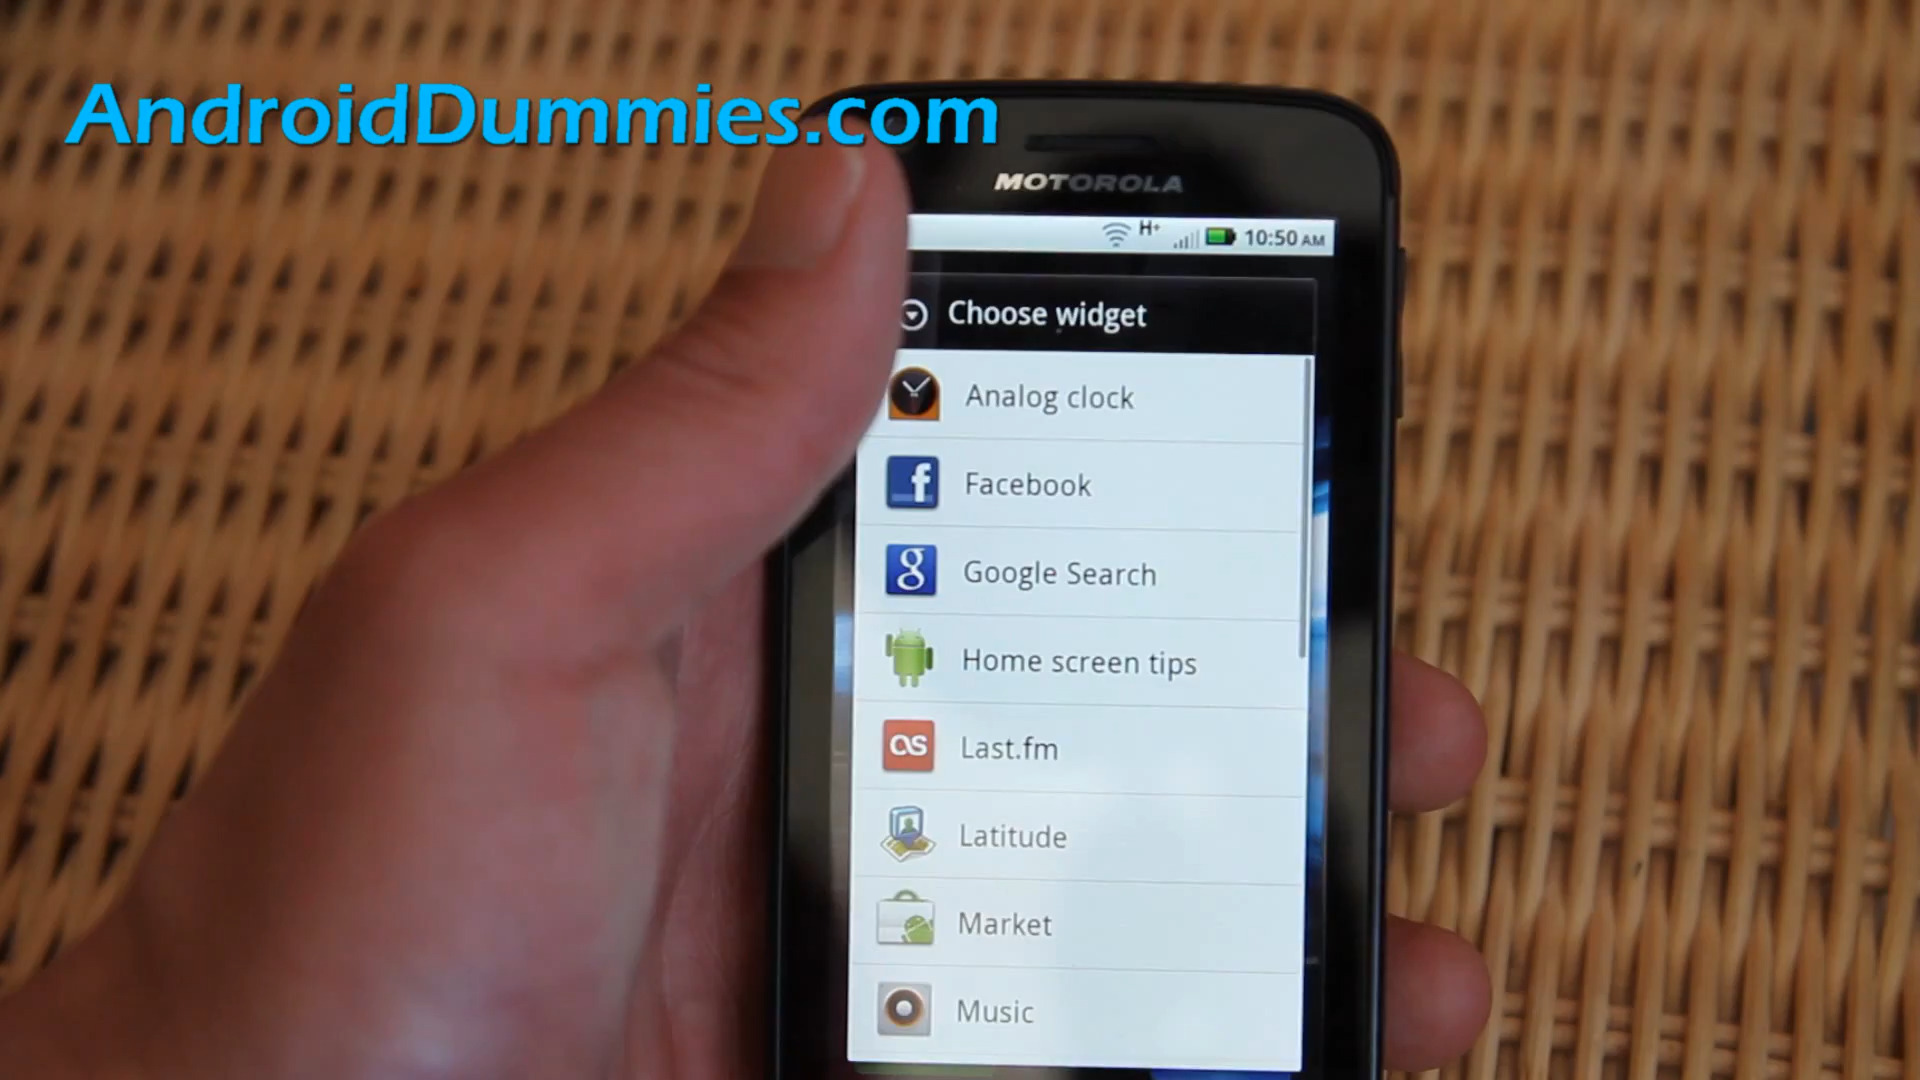 AndroidDummies.com
MOTOROLA
H+ 10:50 AM
Choose widget
Analog clock
Facebook
Google Search
Home screen tips
Last.fm
Latitude
Market
Music